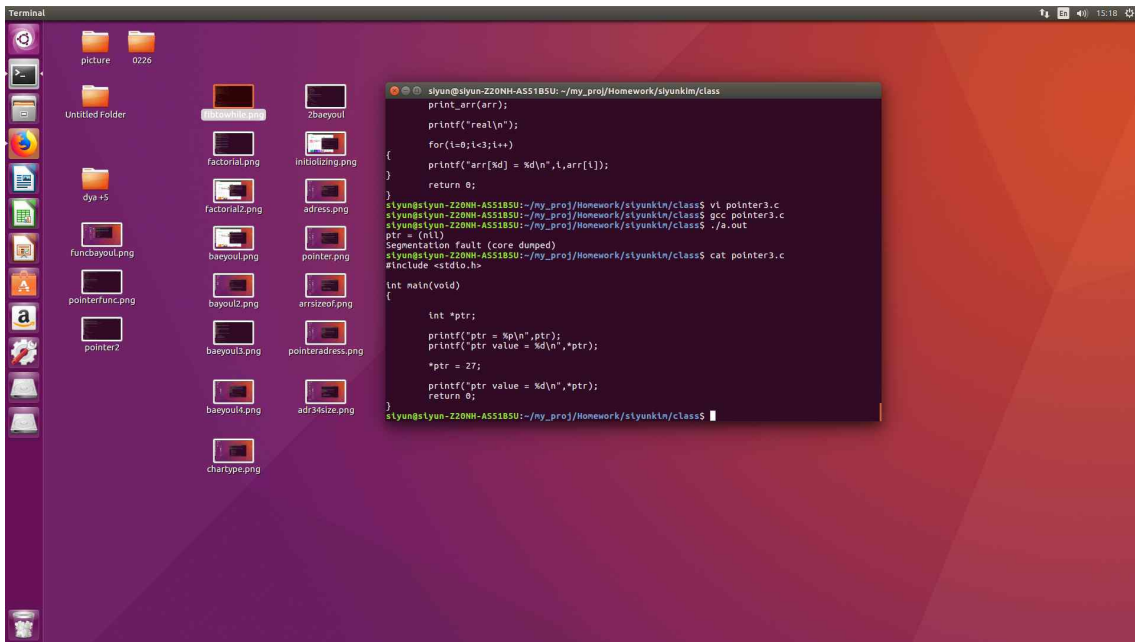 Terminal
En
15:18
picture
0226
Untitled Folder
fibtowhile.png
2baeyoul
factorial.png
initiolizing.png
dya +5
factorial2.png
adress.png
funcbayoul.png
baeyoul.png
pointer.png
pointerfunc.png
bayoul2.png
arrsizeof.png
pointer2
baeyoul3.png
pointeradress.png
baeyoul4.png
adr34size.png
chartype.png
siyun@siyun-Z20NH-AS51B5U: ~/my_proj/Homework/siyunkim/class
print_arr(arr);
printf("real\n");
for(i=0;i<3;i++)
{
printf("arr[%d] = %d\n",i,arr[i]);
}
return 0;
}
siyun@siyun-Z20NH-AS51B5U:~/my_proj/Homework/siyunkim/class$ vi pointer3.c
siyun@siyun-Z20NH-AS51B5U:~/my_proj/Homework/siyunkim/class$ gcc pointer3.c
siyun@siyun-Z20NH-AS51B5U:~/my_proj/Homework/siyunkim/class$ ./a.out
ptr = (nil)
Segmentation fault (core dumped)
siyun@siyun-Z20NH-AS51B5U:~/my_proj/Homework/siyunkim/class$ cat pointer3.c
#include <stdio.h>
int main(void)
{
int *ptr;
printf("ptr = %p\n",ptr);
printf("ptr value = %d\n",*ptr);
*ptr = 27;
printf("ptr value = %d\n",*ptr);
return 0;
}
siyun@siyun-Z20NH-AS51B5U:~/my_proj/Homework/siyunkim/class$